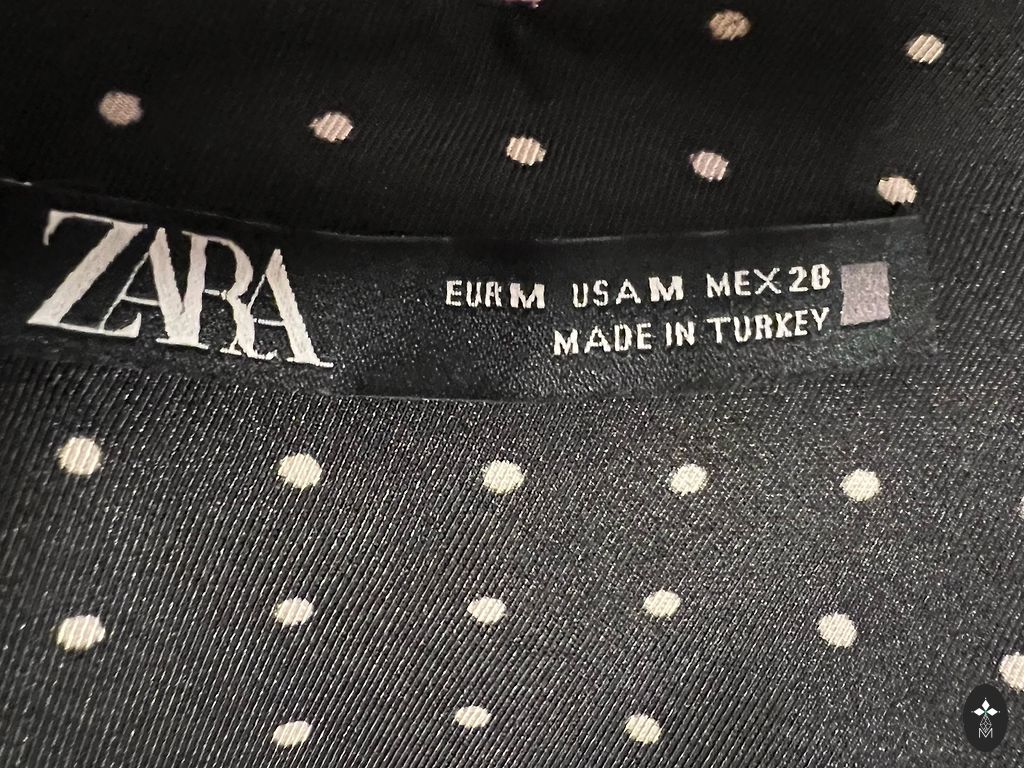 ZARA
EUR M USA M MEX 28
MADE IN TURKEY
M